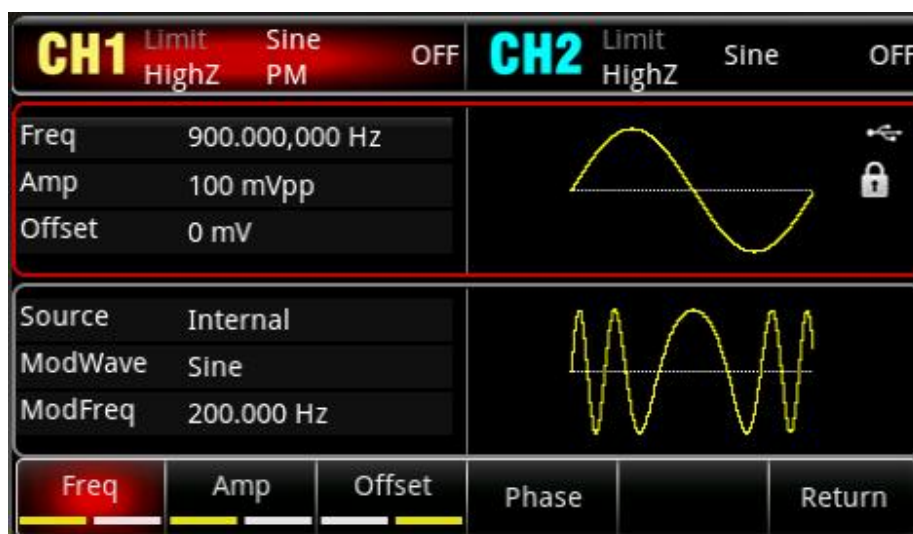 CH1 Limit Sine OFF
HighZ PM
CH2 Limit Sine OFF
HighZ
Freq 900.000,000 Hz
Amp 100 mVpp
Offset 0 mV
Source Internal
ModWave Sine
ModFreq 200.000 Hz
Freq Amp Offset Phase Return